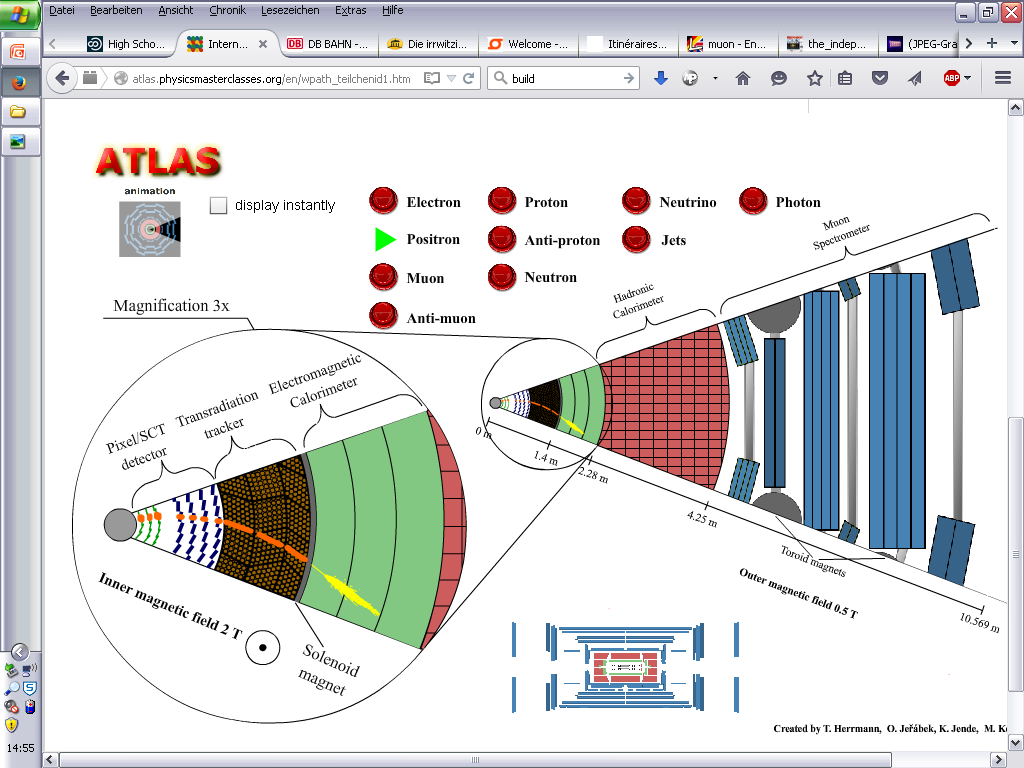 Datei Bearbeiten Ansicht Chronik Lesezeichen Extras Hilfe
High Scho... Intern... DB BAHN -... Die irrwitzi... Welcome -... Itinéraires... muon - En... the_indep... (JPEG-Gra
atlas.physicsmasterclasses.org/en/wpath_teilchenid1.htm build ABP
ATLAS
animation
display instantly
Electron Proton Neutrino Photon
Positron Anti-proton Jets
Muon Neutron
Anti-muon
Magnification 3x
Muon
Spectrometer
Hadronic
Calorimeter
Electromagnetic
Calorimeter
Transradiation
tracker
Pixel/SCT
detector
0 m
1.4 m
2.28 m
4.25 m
10.569 m
Toroid magnets
Outer magnetic field 0.5 T
Inner magnetic field 2 T
Solenoid
magnet
Created by T. Herrmann, O. Jeřábek, K. Jende, M. K
14:55